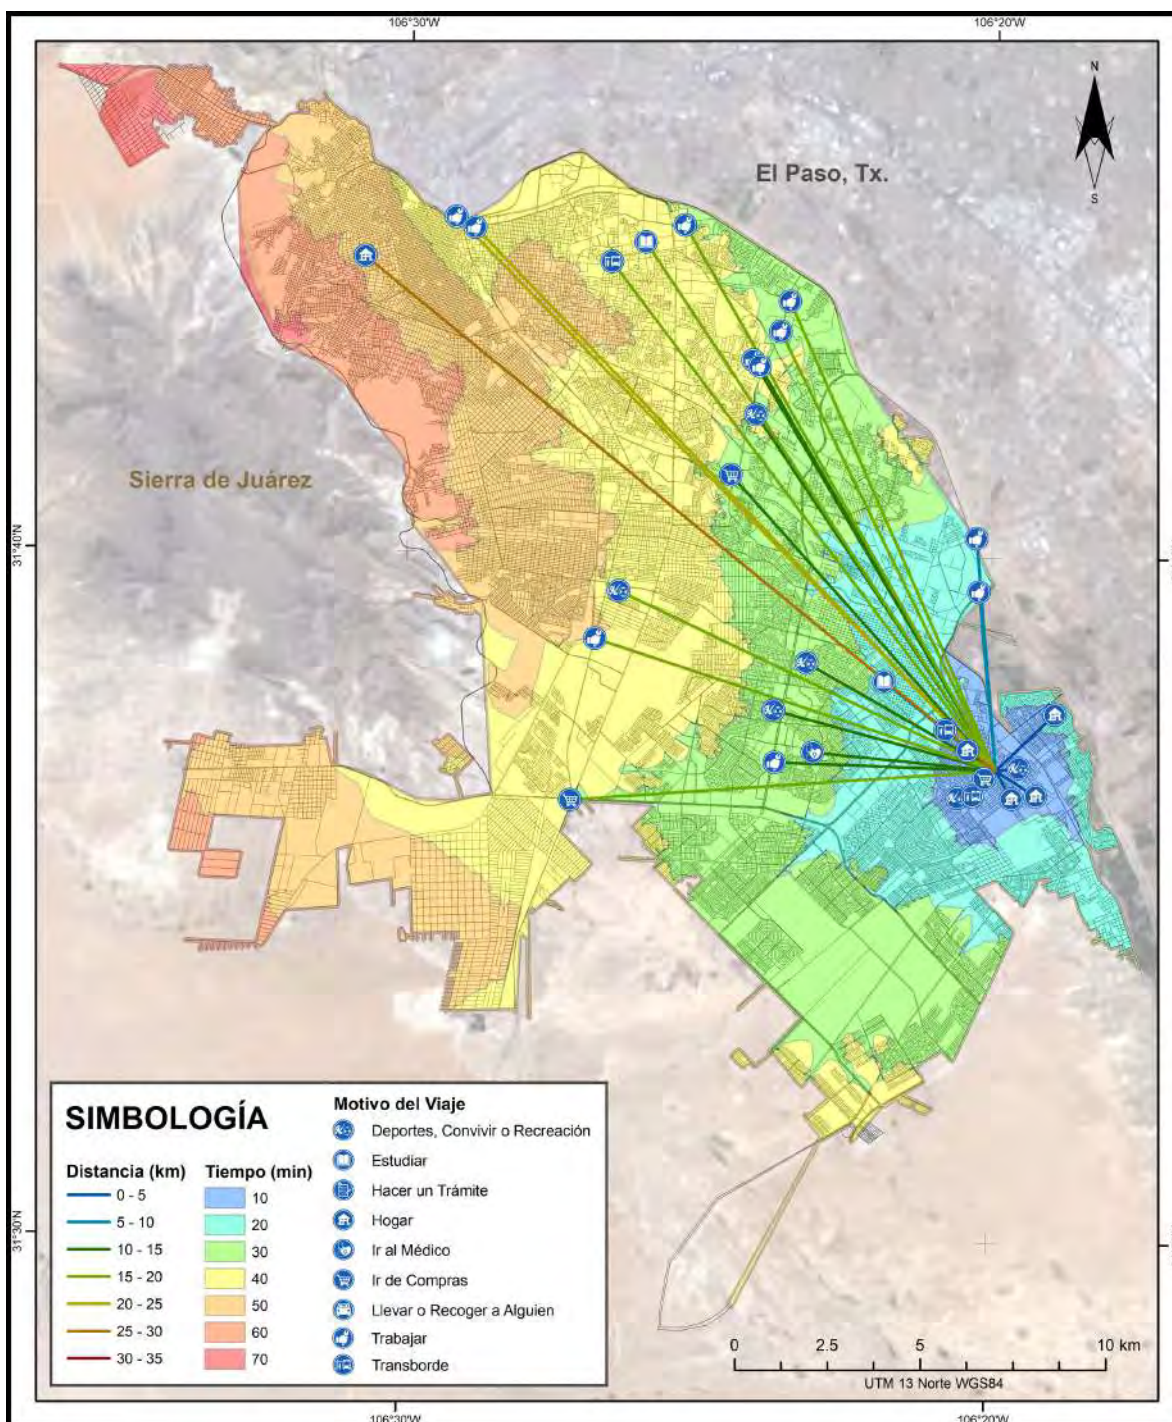 106°30'W
106°20'W
N
S
El Paso, Tx.
Sierra de Juárez
31°40'N
31°30'N
SIMBOLOGÍA
Distancia (km)
0 - 5
5 - 10
10 - 15
15 - 20
20 - 25
25 - 30
30 - 35
Tiempo (min)
10
20
30
40
50
60
70
Motivo del Viaje
Deportes, Convivir o Recreación
Estudiar
Hacer un Trámite
Hogar
Ir al Médico
Ir de Compras
Llevar o Recoger a Alguien
Trabajar
Transborde
0 2.5 5 10 km
UTM 13 Norte WGS84
106°30'W
106°20'W